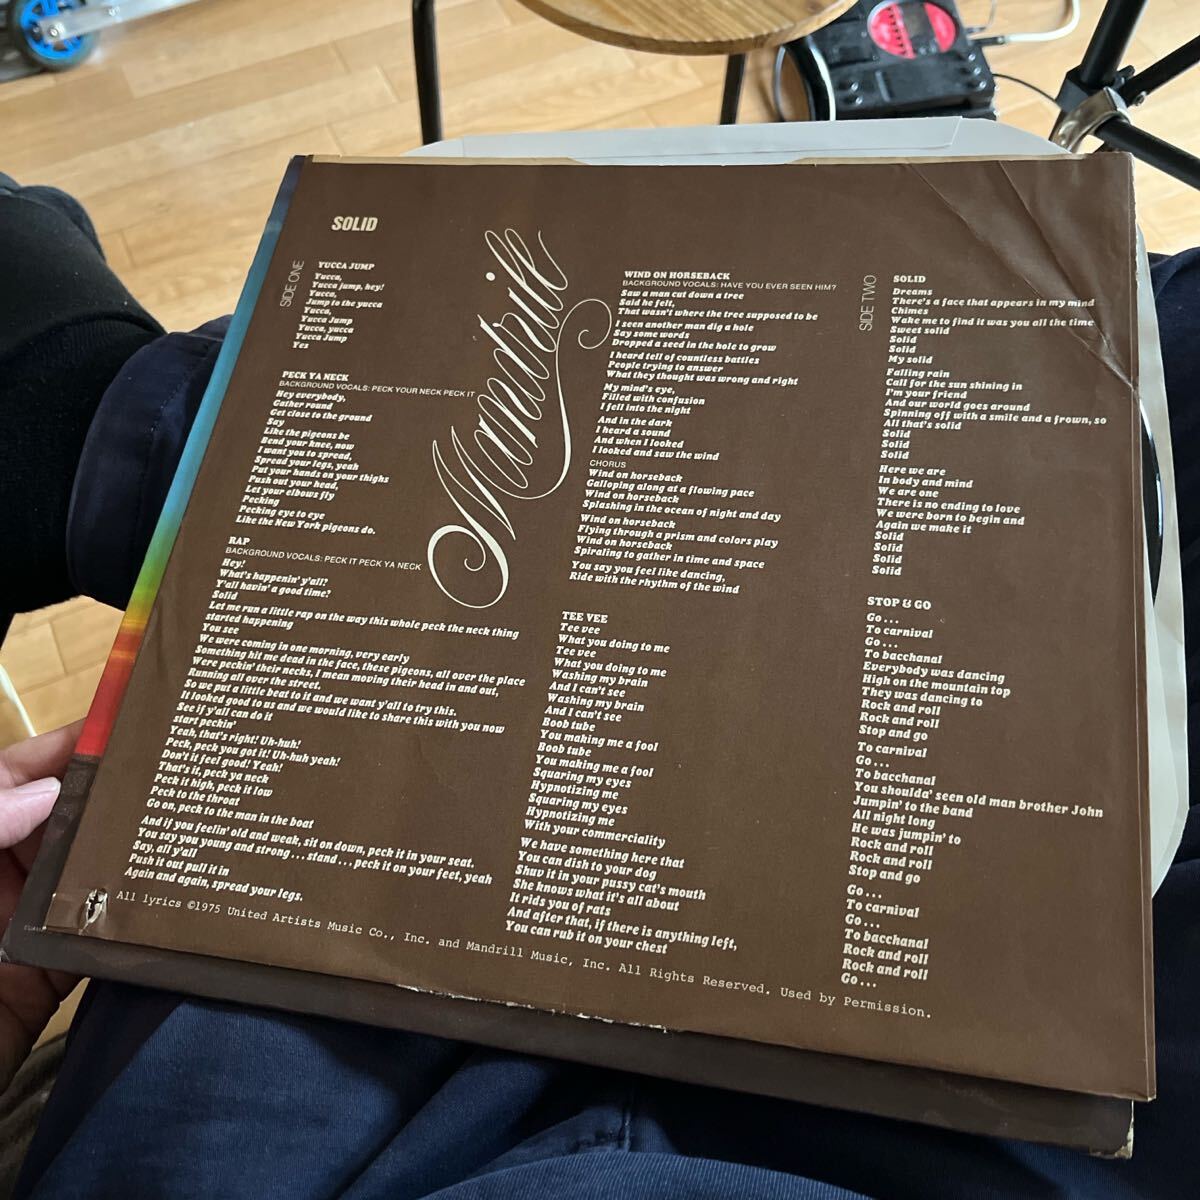 SOLID
Mandrill
SIDE ONE
YUCCA JUMP
Yucca,
Yucca jump, hey!
Yucca,
Jump to the yucca
Yucca,
Yucca Jump
Yucca, yucca
Yucca Jump
Yes
PECK YA NECK
BACKGROUND VOCALS: PECK YOUR NECK PECK IT
Hey everybody,
Gather round
Get close to the ground
Say
Like the pigeons be
Bend your knee, now
I want you to spread,
Spread your legs, yeah
Put your hands on your thighs
Push out your head,
Let your elbows fly
Pecking
Pecking eye to eye
Like the New York pigeons do.
RAP
BACKGROUND VOCALS: PECK IT PECK YA NECK
Hey!
What's happenin' y'all?
Y'all havin' a good time?
Solid
Let me run a little rap on the way this whole peck the neck thing
started happening
You see
We were coming in one morning, very early
Something hit me dead in the face, these pigeons, all over the place
Were peckin' their necks, I mean moving their head in and out,
Running all over the street.
So we put a little beat to it and we want y'all to try this.
It looked good to us and we would like to share this with you now
See if y'all can do it
start peckin'
Yeah, that's right! Uh-huh!
Peck, peck you got it! Uh-huh yeah!
Don't it feel good! Yeah!
That's it, peck ya neck
Peck it high, peck it low
Peck to the throat
Go on, peck to the man in the boat
And if you feelin' old and weak, sit on down, peck it in your seat.
You say you young and strong...stand...peck it on your feet, yeah
Say, all y'all
Push it out pull it in
Again and again, spread your legs.
WIND ON HORSEBACK
BACKGROUND VOCALS: HAVE YOU EVER SEEN HIM?
Saw a man cut down a tree
Said he felt,
That wasn't where the tree supposed to be
I seen another man dig a hole
Say some words
Dropped a seed in the hole to grow
I heard tell of countless battles
People trying to answer
What they thought was wrong and right
My mind's eye,
Filled with confusion
I fell into the night
And in the dark
I heard a sound
And when I looked
I looked and saw the wind
CHORUS
Wind on horseback
Galloping along at a flowing pace
Wind on horseback
Splashing in the ocean of night and day
Wind on horseback
Flying through a prism and colors play
Wind on horseback
Spiraling to gather in time and space
You say you feel like dancing,
Ride with the rhythm of the wind
TEE VEE
Tee vee
What you doing to me
Tee vee
What you doing to me
Washing my brain
And I can't see
Washing my brain
And I can't see
Boob tube
You making me a fool
Boob tube
You making me a fool
Squaring my eyes
Hypnotizing me
Squaring my eyes
Hypnotizing me
With your commerciality
We have something here that
You can dish to your dog
Shuv it in your pussy cat's mouth
She knows what it's all about
It rids you of rats
And after that, if there is anything left,
You can rub it on your chest
SIDE TWO
SOLID
Dreams
There's a face that appears in my mind
Chimes
Wake me to find it was you all the time
Sweet solid
Solid
Solid
My solid
Falling rain
Call for the sun shining in
I'm your friend
And our world goes around
Spinning off with a smile and a frown, so
All that's solid
Solid
Solid
Solid
Here we are
In body and mind
We are one
There is no ending to love
We were born to begin and
Again we make it
Solid
Solid
Solid
Solid
STOP & GO
Go...
To carnival
Go...
To bacchanal
Everybody was dancing
High on the mountain top
They was dancing to
Rock and roll
Rock and roll
Stop and go
To carnival
Go...
To bacchanal
You shoulda' seen old man brother John
Jumpin' to the band
All night long
He was jumpin' to
Rock and roll
Rock and roll
Stop and go
Go...
To carnival
Go...
To bacchanal
Rock and roll
Rock and roll
Go...
All lyrics ©1975 United Artists Music Co., Inc. and Mandrill Music, Inc. All Rights Reserved. Used by Permission.